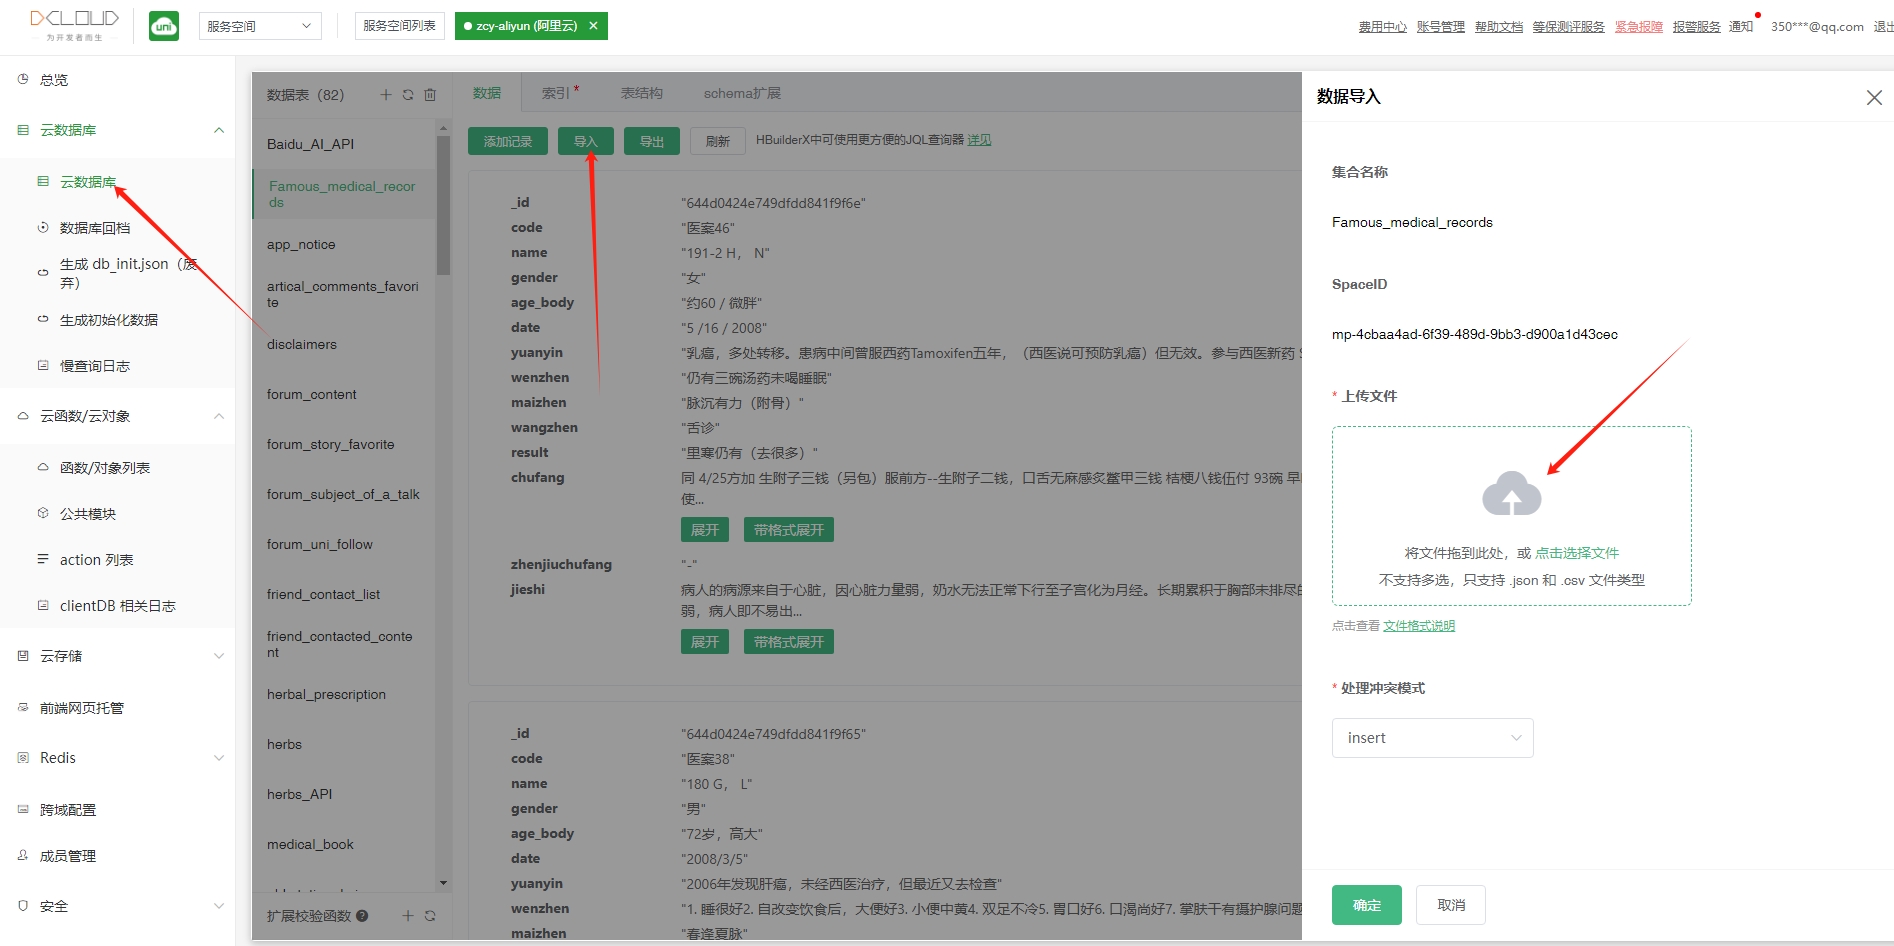 DCLOUD
为开发者而生
uni
服务空间
服务空间列表
zcy-aliyun (阿里云) ✕
费用中心 账号管理 帮助文档 等保测评服务 紧急报障 报警服务 通知 350***@qq.com 退出
总览
云数据库
云数据库
数据库回档
生成 db_init.json（废
弃）
生成初始化数据
慢查询日志
云函数/云对象
函数/对象列表
公共模块
action 列表
clientDB 相关日志
云存储
前端网页托管
Redis
跨域配置
成员管理
安全
数据表（82）
Baidu_AI_API
Famous_medical_recor
ds
app_notice
artical_comments_favori
te
disclaimers
forum_content
forum_story_favorite
forum_subject_of_a_talk
forum_uni_follow
friend_contact_list
friend_contacted_conte
nt
herbal_prescription
herbs
herbs_API
medical_book
扩展校验函数
数据 索引* 表结构 schema扩展
添加记录 导入 导出 刷新 HBuilderX中可使用更方便的JQL查询器 详见
_id "644d0424e749dfdd841f9f6e"
code "医案46"
name "191-2 H， N"
gender "女"
age_body "约60 / 微胖"
date "5 /16 / 2008"
yuanyin "乳癌，多处转移。患病中间曾服西药Tamoxifen五年，（西医说可预防乳癌）但无效。参与西医新药 S
wenzhen "仍有三碗汤药未喝睡眠"
maizhen "脉沉有力（附骨）"
wangzhen "舌诊"
result "里寒仍有（去很多）"
chufang 同 4/25方加 生附子三钱（另包）服前方--生附子二钱，口舌无麻感炙鳖甲三钱 桔梗八钱伍付 93碗 早
使...
展开 带格式展开
zhenjiuchufang "-"
jieshi 病人的病源来自于心脏，因心脏力量弱，奶水无法正常下行至子宫化为月经。长期累积于胸部未排尽的
弱，病人即不易出...
展开 带格式展开
_id "644d0424e749dfdd841f9f65"
code "医案38"
name "180 G， L"
gender "男"
age_body "72岁，高大"
date "2008/3/5"
yuanyin "2006年发现肝癌，未经西医治疗，但最近又去检查"
wenzhen "1. 睡很好2. 自改变饮食后，大便好3. 小便中黄4. 双足不冷5. 胃口好6. 口渴尚好7. 掌肤干有摄护腺问题
maizhen "春逢夏脉"
数据导入
集合名称
Famous_medical_records
SpaceID
mp-4cbaa4ad-6f39-489d-9bb3-d900a1d43cec
* 上传文件
将文件拖到此处，或 点击选择文件
不支持多选，只支持 .json 和 .csv 文件类型
点击查看 文件格式说明
* 处理冲突模式
insert
确定 取消